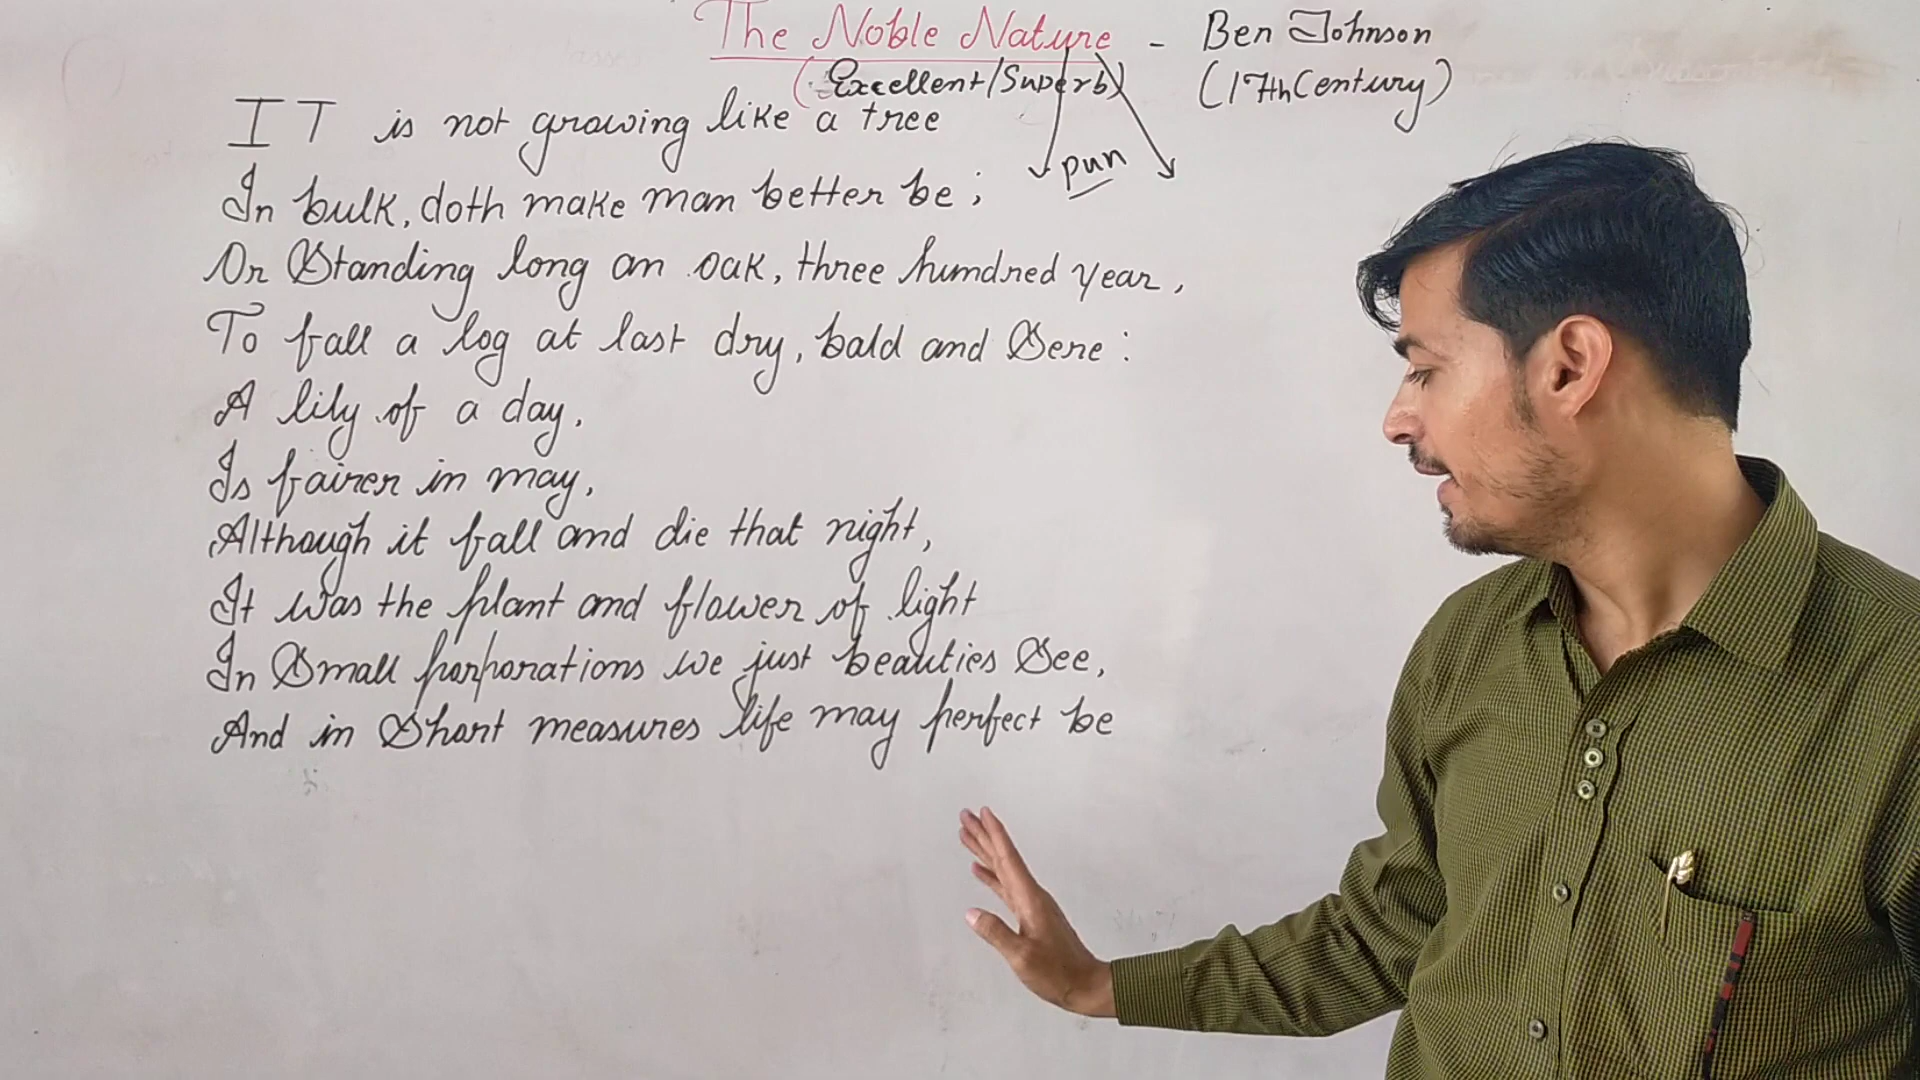 The Noble Nature - Ben Johnson
(Excellent/Superb) (17th Century)
IT is not growing like a tree
pun
In bulk, doth make man better be ;
Or Standing long an oak, three hundred year,
To fall a log at last dry, bald and Sere :
A lily of a day,
Is fairer in may,
Although it fall and die that night,
It was the plant and flower of light
In Small porporations we just beauties See,
And in Short measures life may perfect be